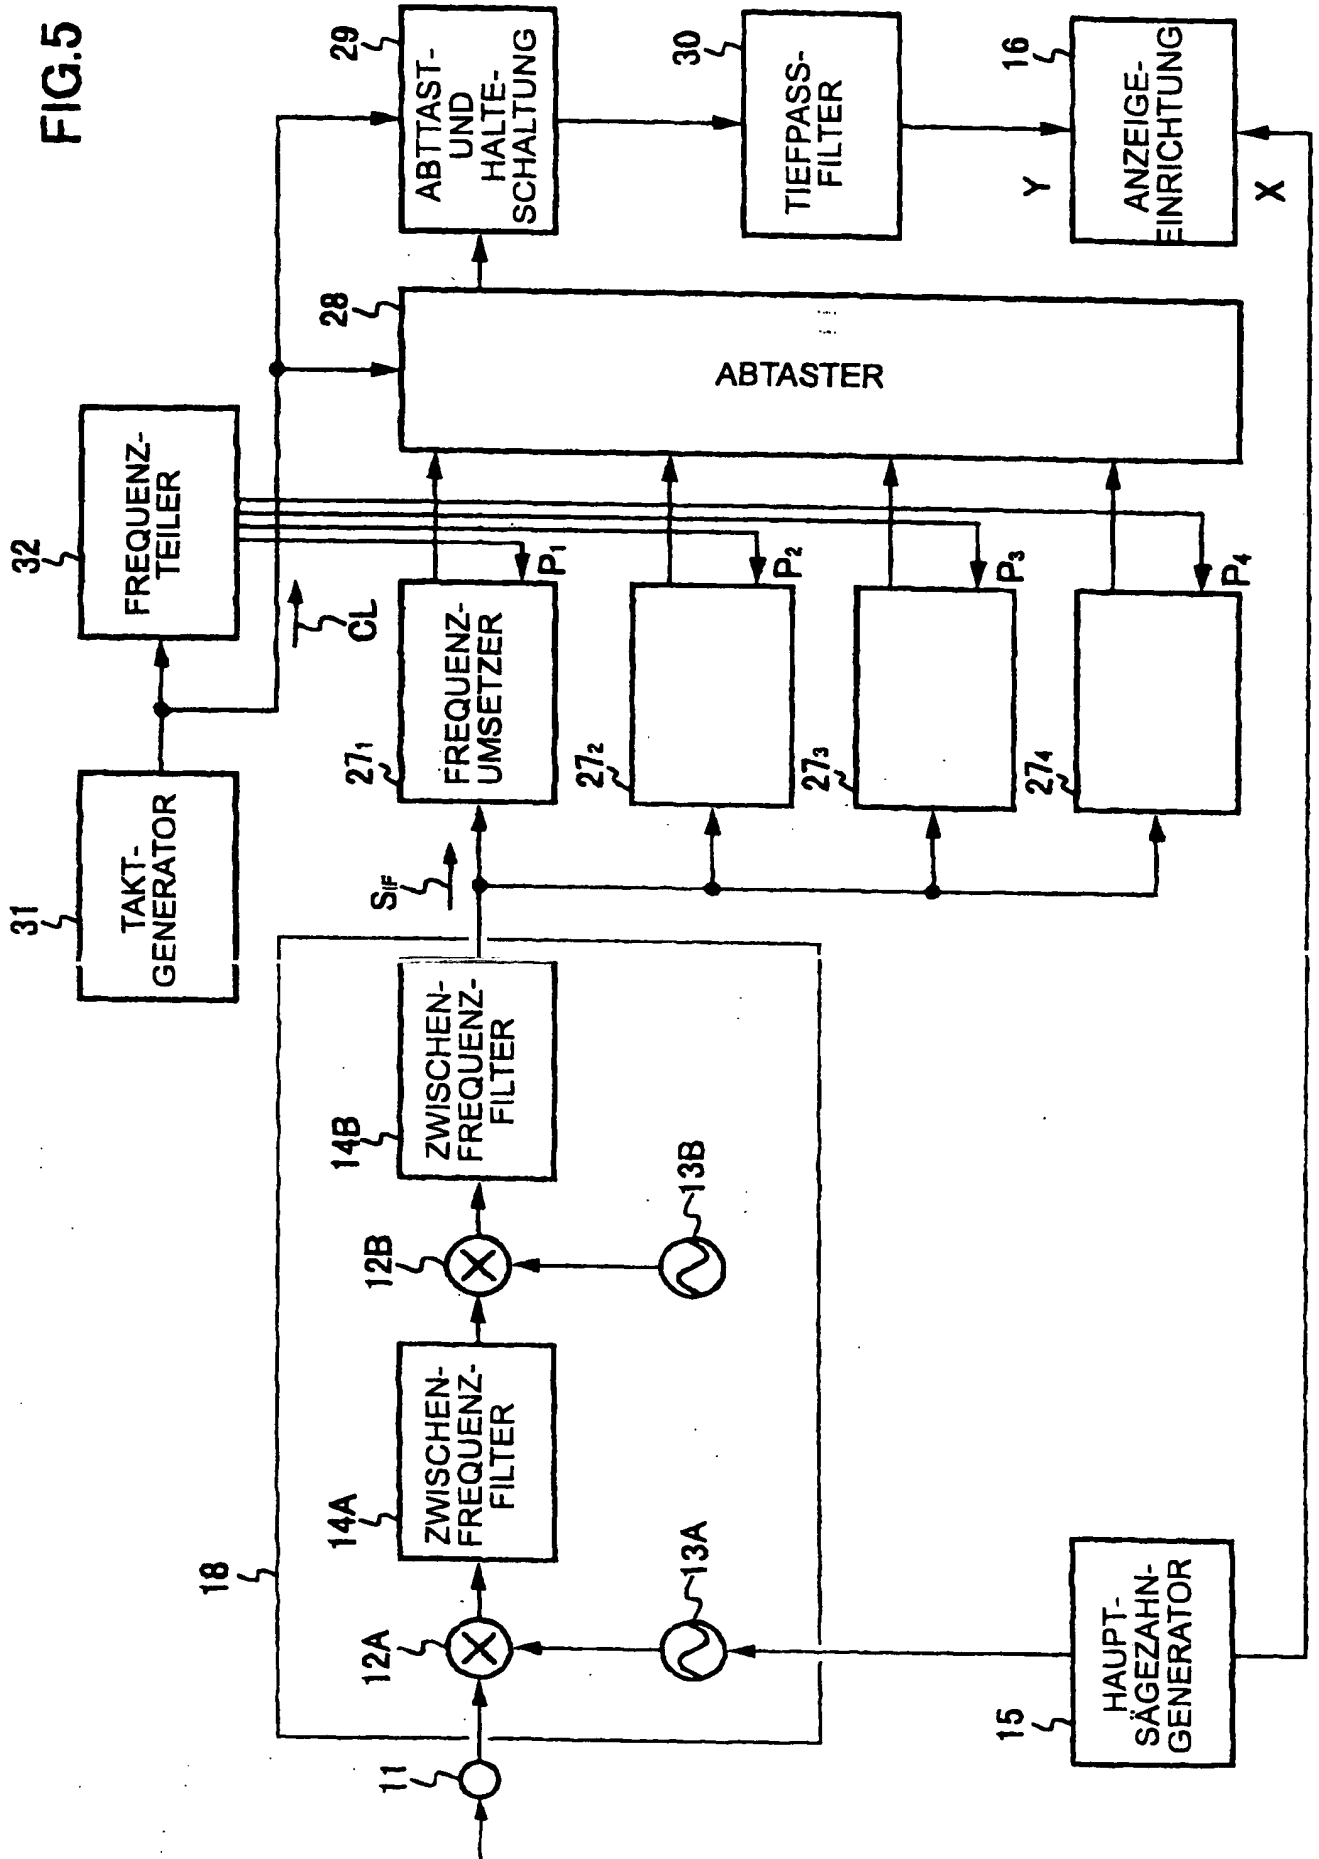 FIG.5
31
TAKT-
GENERATOR
32
FREQUENZ-
TEILER
CL
18
11
12A
14A
ZWISCHEN-
FREQUENZ-
FILTER
12B
14B
ZWISCHEN-
FREQUENZ-
FILTER
13A
13B
SIF
271
FREQUENZ-
UMSETZER
P1
272
P2
273
P3
274
P4
28
ABTASTER
29
ABTTAST-
UND
HALTE-
SCHALTUNG
30
TIEFPASS-
FILTER
Y
16
ANZEIGE-
EINRICHTUNG
X
15
HAUPT-
SÄGEZAHN-
GENERATOR